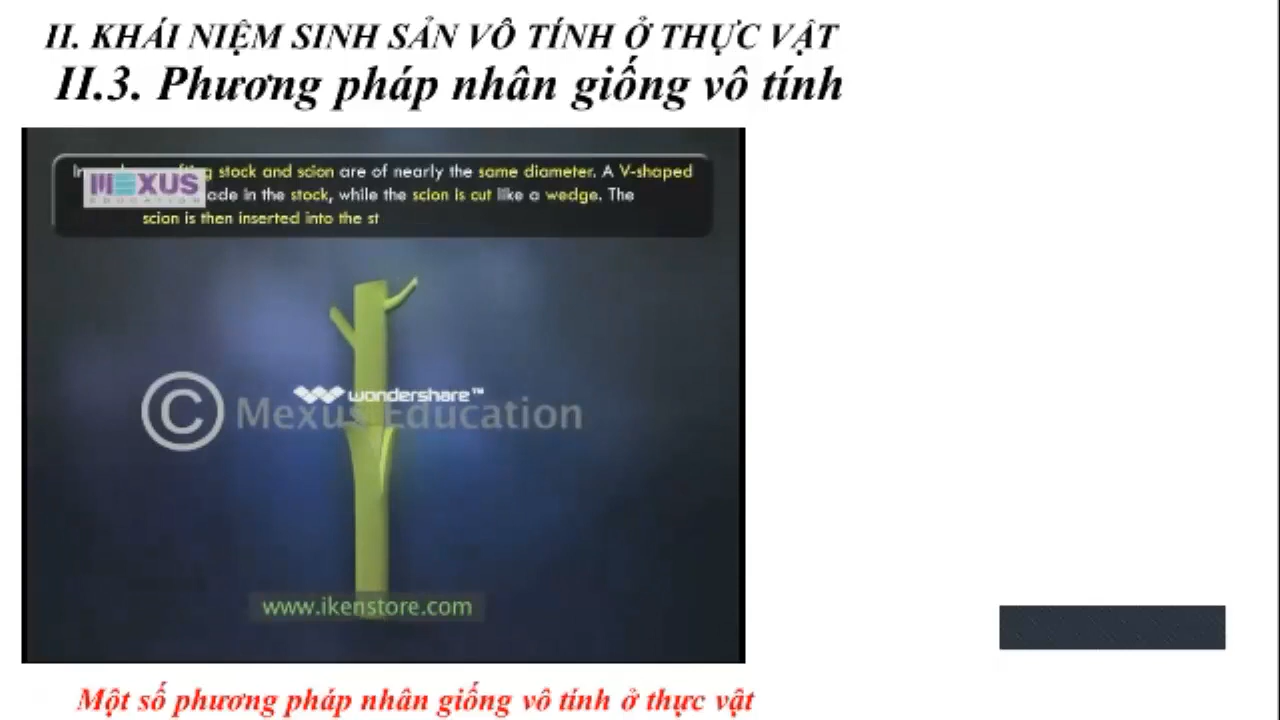 II. KHÁI NIỆM SINH SẢN VÔ TÍNH Ở THỰC VẬT
II.3. Phương pháp nhân giống vô tính
stock and scion are of nearly the same diameter. A V-shaped
MEXUS
EDUCATION
in the stock, while the scion is cut like a wedge. The
scion is then inserted into the st
wondershare™
© Mexus Education
www.ikenstore.com
Một số phương pháp nhân giống vô tính ở thực vật